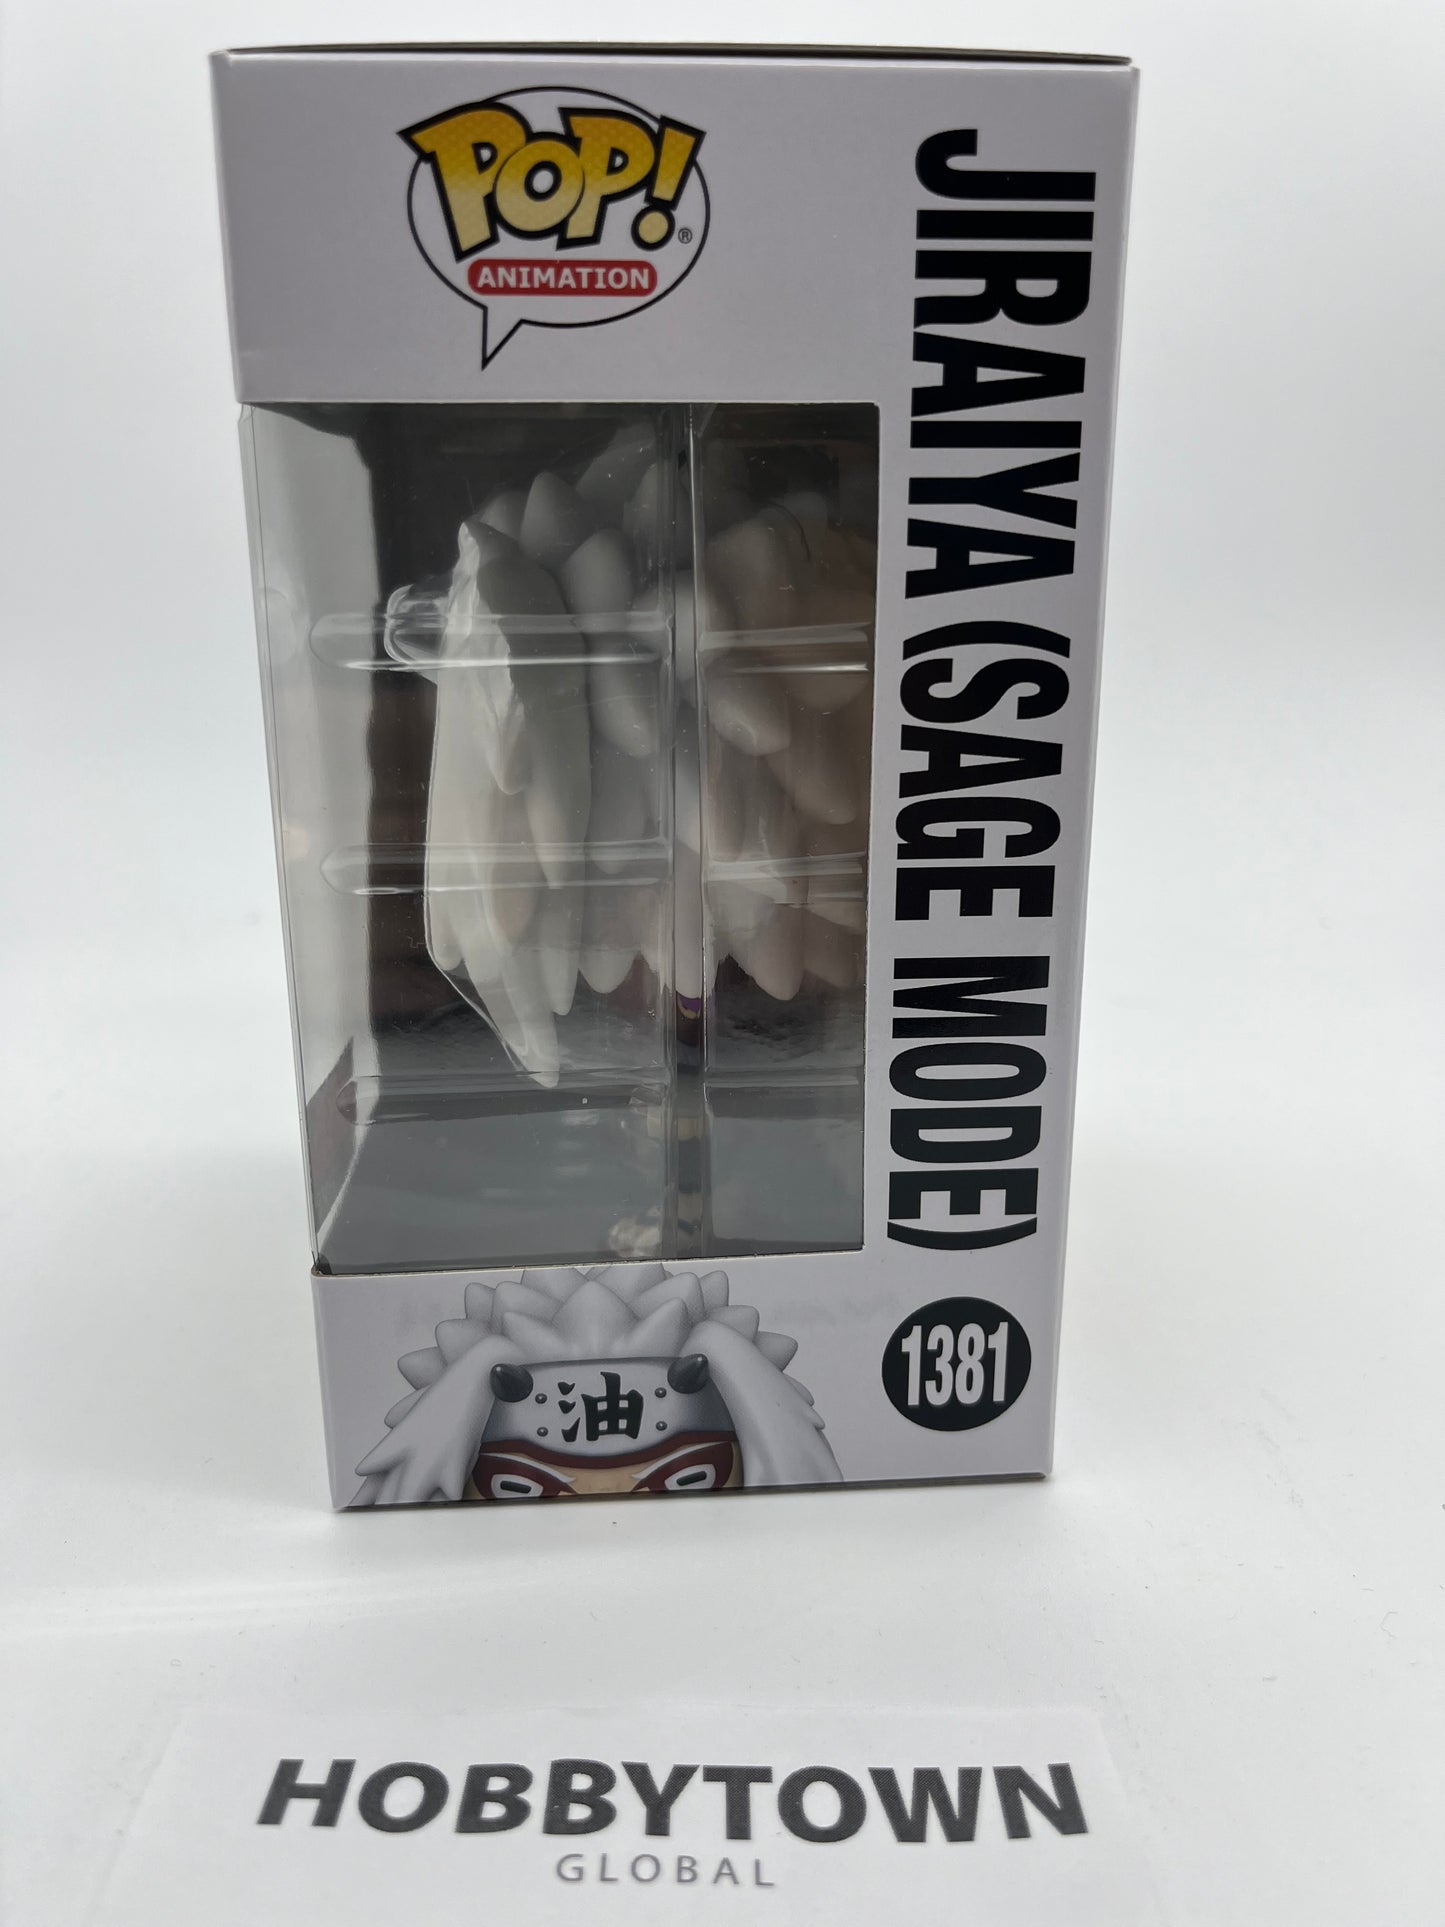 POP!®
ANIMATION
JIRAIYA (SAGE MODE)
1381
油
HOBBYTOWN
GLOBAL